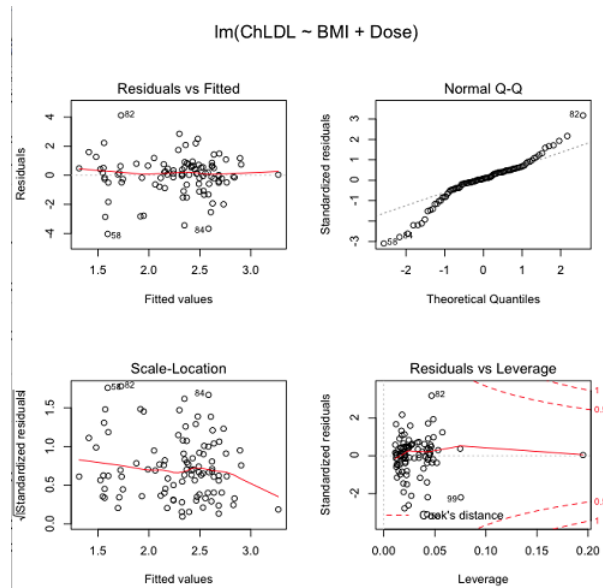 lm(ChLDL ~ BMI + Dose)
Residuals vs Fitted
Residuals
4
2
0
-2
-4
82
58
84
1.5 2.0 2.5 3.0
Fitted values
Normal Q-Q
Standardized residuals
3
2
1
0
-1
-3
82
84
58
-2 -1 0 1 2
Theoretical Quantiles
Scale-Location
√|Standardized residuals|
1.5
1.0
0.5
0.0
58 82
84
1.5 2.0 2.5 3.0
Fitted values
Residuals vs Leverage
Standardized residuals
2
0
-2
82
99
Cook's distance
1
0.5
0.5
1
0.00 0.05 0.10 0.15 0.20
Leverage